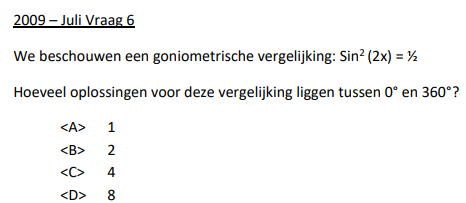 2009 – Juli Vraag 6
We beschouwen een goniometrische vergelijking: Sin² (2x) = ½
Hoeveel oplossingen voor deze vergelijking liggen tussen 0° en 360°?
<A> 1
<B> 2
<C> 4
<D> 8